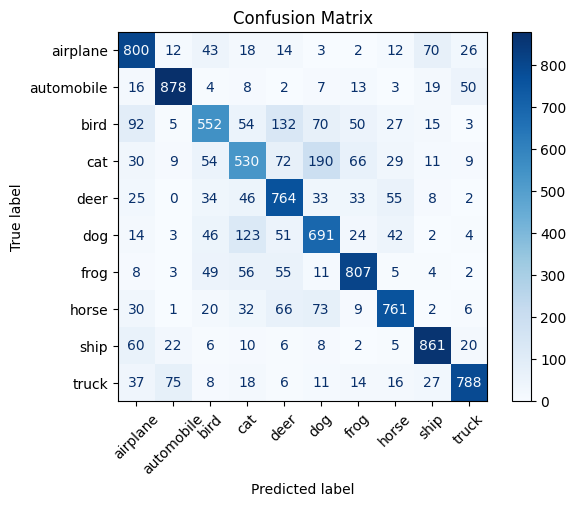 Confusion Matrix
True label
airplane 800 12 43 18 14 3 2 12 70 26
automobile 16 878 4 8 2 7 13 3 19 50
bird 92 5 552 54 132 70 50 27 15 3
cat 30 9 54 530 72 190 66 29 11 9
deer 25 0 34 46 764 33 33 55 8 2
dog 14 3 46 123 51 691 24 42 2 4
frog 8 3 49 56 55 11 807 5 4 2
horse 30 1 20 32 66 73 9 761 2 6
ship 60 22 6 10 6 8 2 5 861 20
truck 37 75 8 18 6 11 14 16 27 788
airplane automobile bird cat deer dog frog horse ship truck
Predicted label
800
700
600
500
400
300
200
100
0